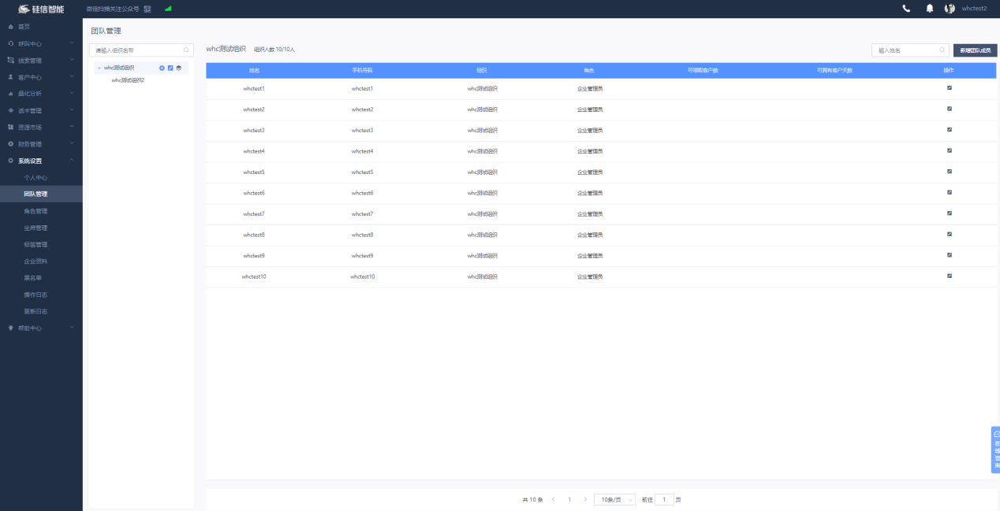 硅信智能
微信扫描关注公众号
whctest2
首页
呼叫中心
线索管理
客户中心
量化分析
话术管理
资源市场
财务管理
系统设置
个人中心
团队管理
角色管理
坐席管理
标签管理
企业资料
黑名单
操作日志
更新日志
帮助中心
团队管理
请输入组织名称
whc测试组织
whc测试组织2
whc测试组织 组织人数 10/10人
输入姓名
新增团队成员
姓名 手机号码 组织 角色 可领取客户数 可拥有客户天数 操作
whctest1 whctest1 whc测试组织 企业管理员
whctest2 whctest2 whc测试组织 企业管理员
whctest3 whctest3 whc测试组织 企业管理员
whctest4 whctest4 whc测试组织 企业管理员
whctest5 whctest5 whc测试组织 企业管理员
whctest6 whctest6 whc测试组织 企业管理员
whctest7 whctest7 whc测试组织 企业管理员
whctest8 whctest8 whc测试组织 企业管理员
whctest9 whctest9 whc测试组织 企业管理员
whctest10 whctest10 whc测试组织 企业管理员
在线咨询
共 10 条 1 10条/页 前往 1 页